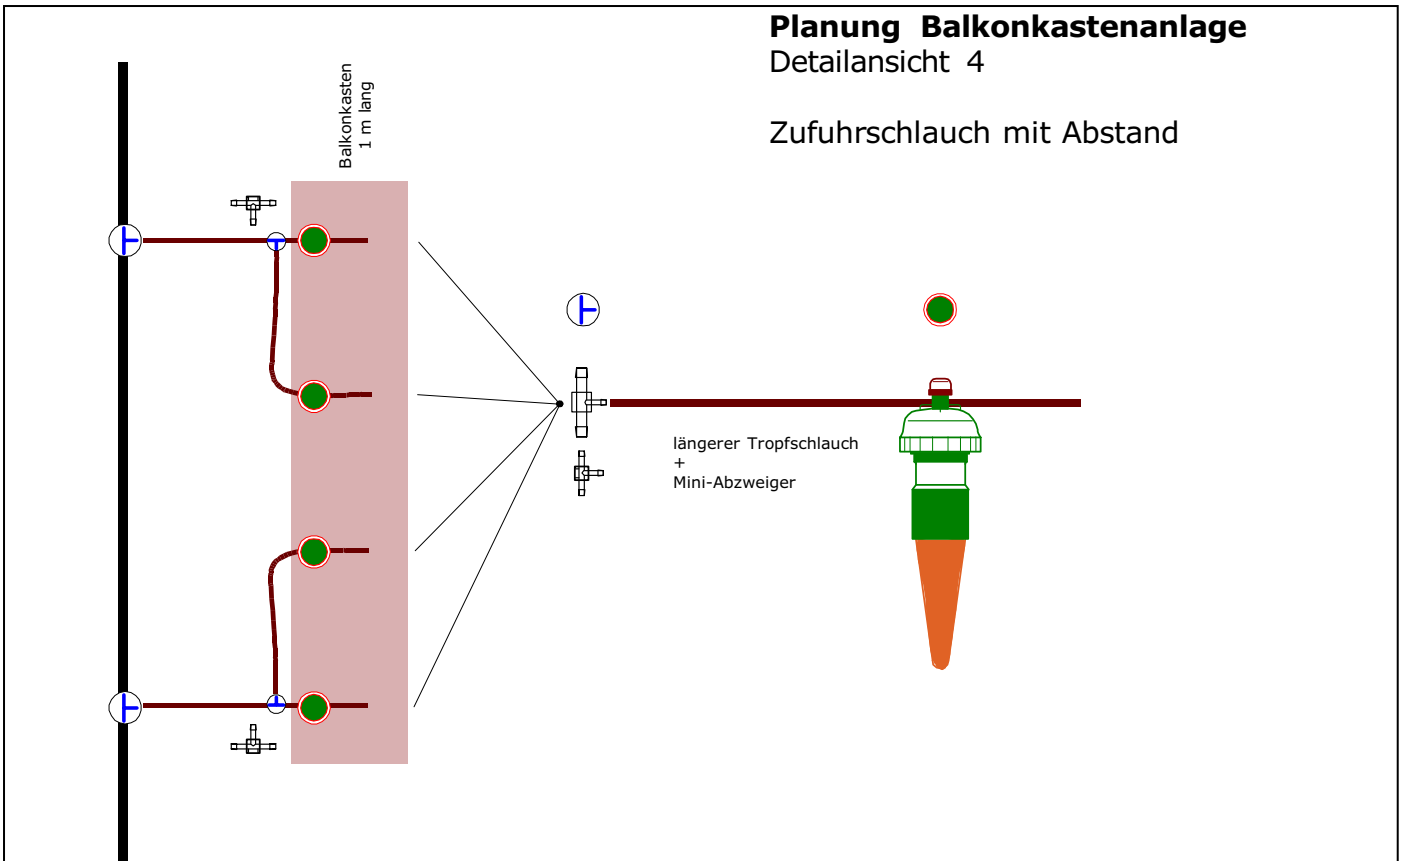 Planung Balkonkastenanlage
Detailansicht 4
Zufuhrschlauch mit Abstand
Balkonkasten
1 m lang
längerer Tropfschlauch
+
Mini-Abzweiger